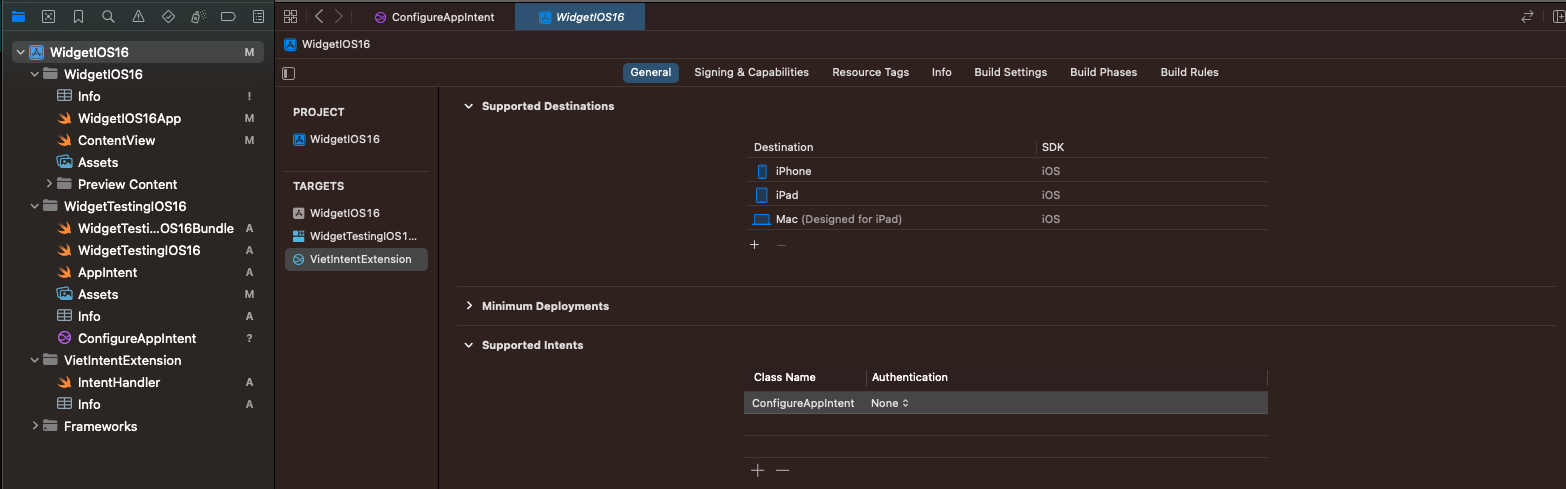 ConfigureAppIntent
WidgetIOS16
WidgetIOS16 M
WidgetIOS16
Info !
WidgetIOS16App M
ContentView M
Assets
Preview Content
WidgetTestingIOS16
WidgetTesti...OS16Bundle A
WidgetTestingIOS16 A
AppIntent A
Assets M
Info A
ConfigureAppIntent ?
VietIntentExtension
IntentHandler A
Info A
Frameworks
WidgetIOS16
General Signing & Capabilities Resource Tags Info Build Settings Build Phases Build Rules
PROJECT
WidgetIOS16
TARGETS
WidgetIOS16
WidgetTestingIOS1...
VietIntentExtension
Supported Destinations
Destination SDK
iPhone iOS
iPad iOS
Mac (Designed for iPad) iOS
Minimum Deployments
Supported Intents
Class Name Authentication
ConfigureAppIntent None